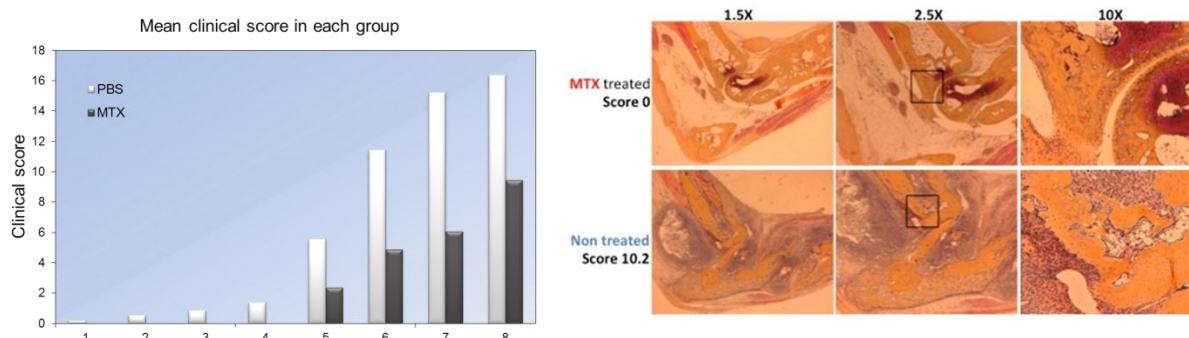 Mean clinical score in each group
18
16
14
12
10
8
6
4
2
0
Clinical score
PBS
MTX
1 2 3 4 5 6 7 8
1.5X 2.5X 10X
MTX treated
Score 0
Non treated
Score 10.2